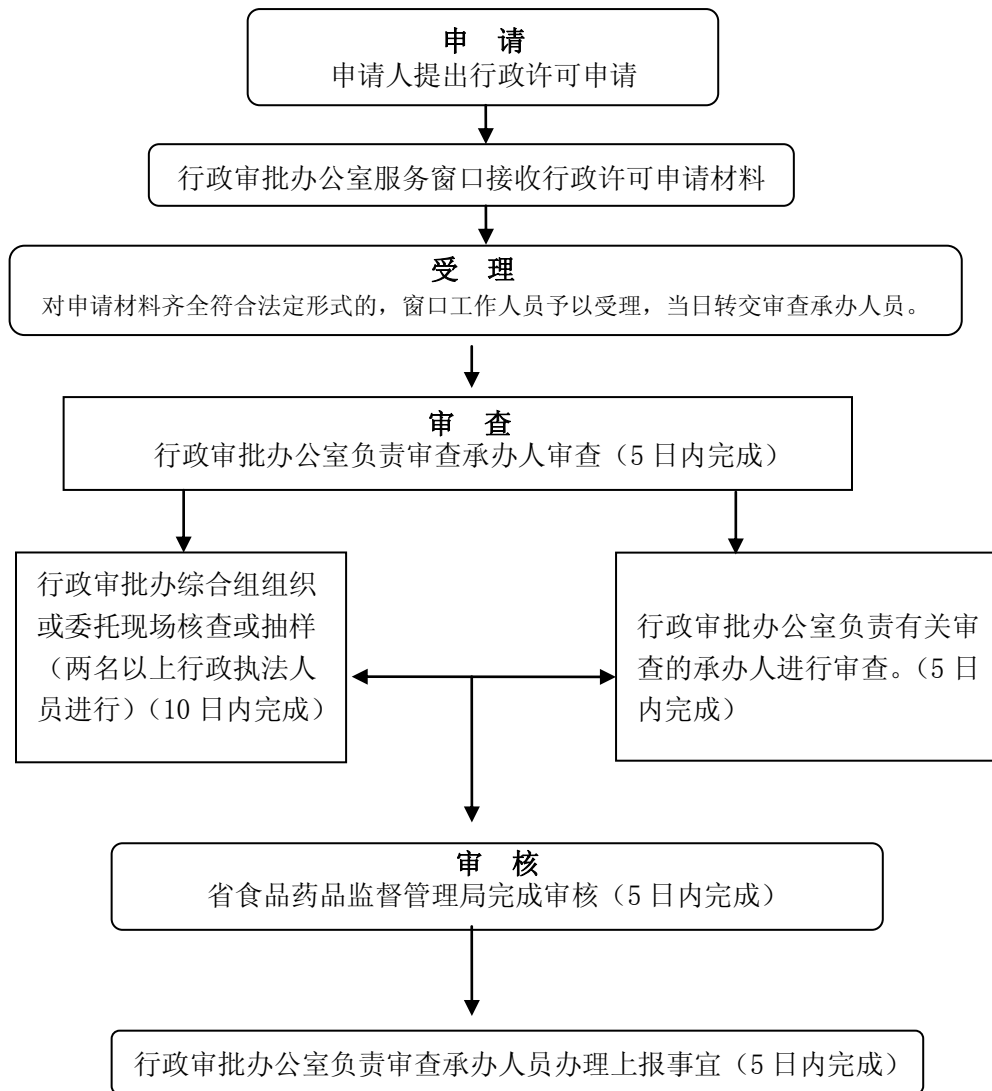 申 请
申请人提出行政许可申请
行政审批办公室服务窗口接收行政许可申请材料
受 理
对申请材料齐全符合法定形式的，窗口工作人员予以受理，当日转交审查承办人员。
审 查
行政审批办公室负责审查承办人审查（5 日内完成）
行政审批办综合组组织
或委托现场核查或抽样
（两名以上行政执法人
员进行）（10 日内完成）
行政审批办公室负责有关审
查的承办人进行审查。（5 日
内完成）
审 核
省食品药品监督管理局完成审核（5 日内完成）
行政审批办公室负责审查承办人员办理上报事宜（5 日内完成）